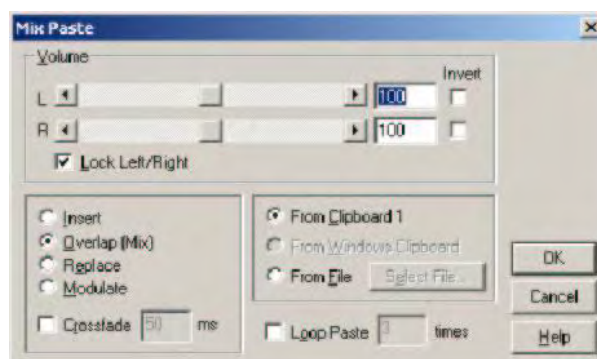 Mix Paste
Volume
Invert
L 100
R 100
Lock Left/Right
Insert
Overlap (Mix)
Replace
Modulate
Crossfade 50 ms
From Clipboard 1
From Windows Clipboard
From File Select File...
Loop Paste 3 times
OK
Cancel
Help